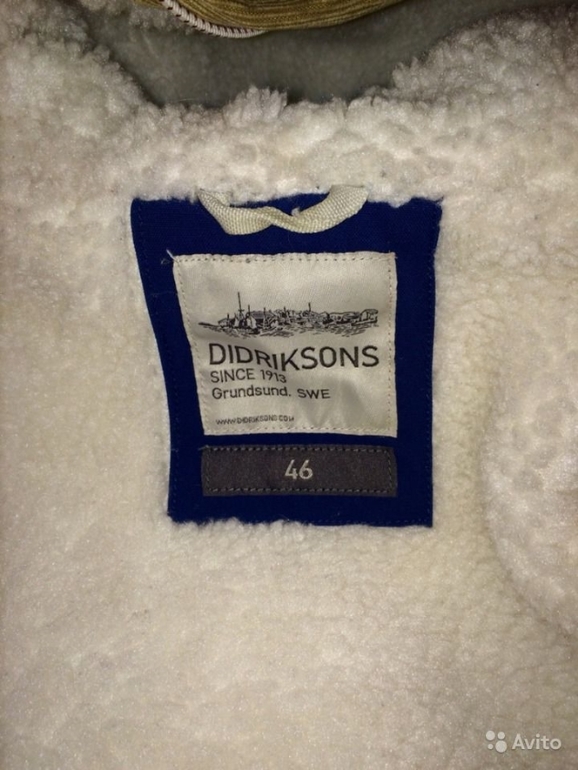 DIDRIKSONS
SINCE 1913
Grundsund. SWE
WWW.DIDRIKSONS.COM
46
Avito